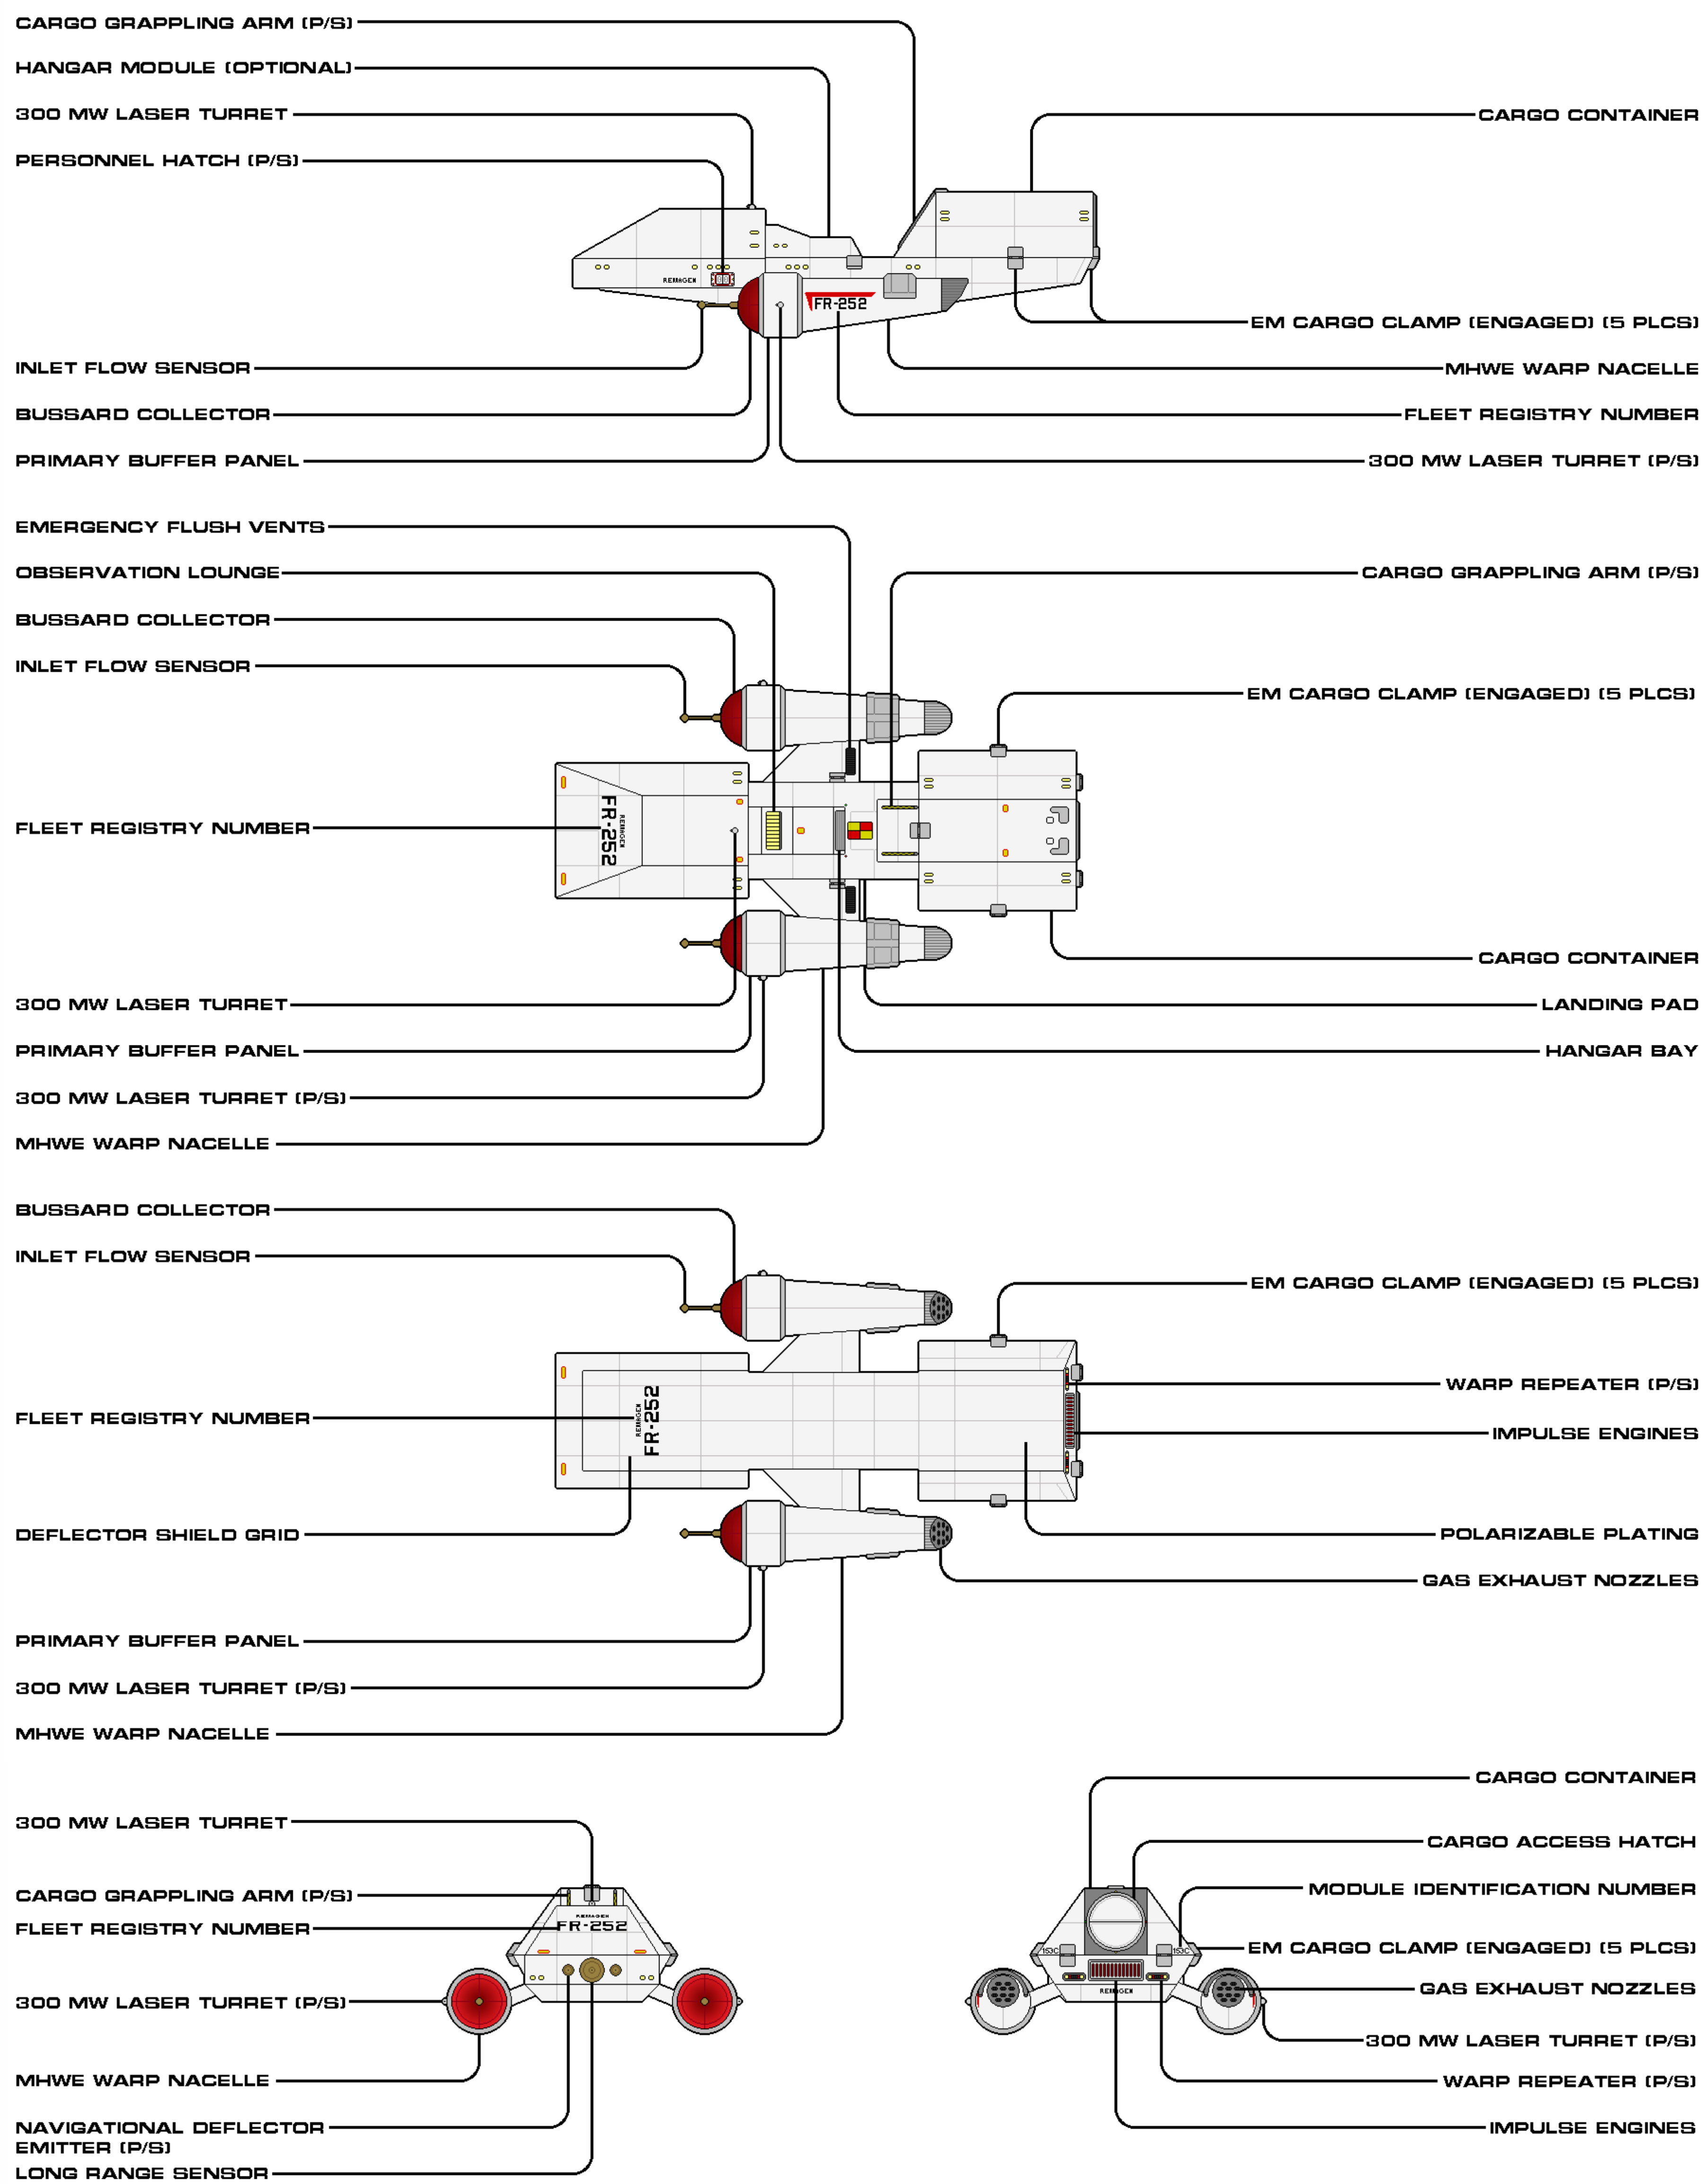 CARGO GRAPPLING ARM (P/S)
HANGAR MODULE (OPTIONAL)
300 MW LASER TURRET
CARGO CONTAINER
PERSONNEL HATCH (P/S)
REMAGEN
FR-252
EM CARGO CLAMP (ENGAGED) (5 PLCS)
INLET FLOW SENSOR
MHWE WARP NACELLE
BUSSARD COLLECTOR
FLEET REGISTRY NUMBER
PRIMARY BUFFER PANEL
300 MW LASER TURRET (P/S)
EMERGENCY FLUSH VENTS
OBSERVATION LOUNGE
CARGO GRAPPLING ARM (P/S)
BUSSARD COLLECTOR
INLET FLOW SENSOR
EM CARGO CLAMP (ENGAGED) (5 PLCS)
FLEET REGISTRY NUMBER
REMAGEN
FR-252
CARGO CONTAINER
300 MW LASER TURRET
LANDING PAD
PRIMARY BUFFER PANEL
HANGAR BAY
300 MW LASER TURRET (P/S)
MHWE WARP NACELLE
BUSSARD COLLECTOR
INLET FLOW SENSOR
EM CARGO CLAMP (ENGAGED) (5 PLCS)
WARP REPEATER (P/S)
FLEET REGISTRY NUMBER
REMAGEN
FR-252
IMPULSE ENGINES
DEFLECTOR SHIELD GRID
POLARIZABLE PLATING
GAS EXHAUST NOZZLES
PRIMARY BUFFER PANEL
300 MW LASER TURRET (P/S)
MHWE WARP NACELLE
CARGO CONTAINER
300 MW LASER TURRET
CARGO ACCESS HATCH
CARGO GRAPPLING ARM (P/S)
MODULE IDENTIFICATION NUMBER
REMAGEN
FLEET REGISTRY NUMBER
FR-252
153C
153C
EM CARGO CLAMP (ENGAGED) (5 PLCS)
GAS EXHAUST NOZZLES
REMAGEN
300 MW LASER TURRET (P/S)
300 MW LASER TURRET (P/S)
MHWE WARP NACELLE
WARP REPEATER (P/S)
NAVIGATIONAL DEFLECTOR
EMITTER (P/S)
IMPULSE ENGINES
LONG RANGE SENSOR